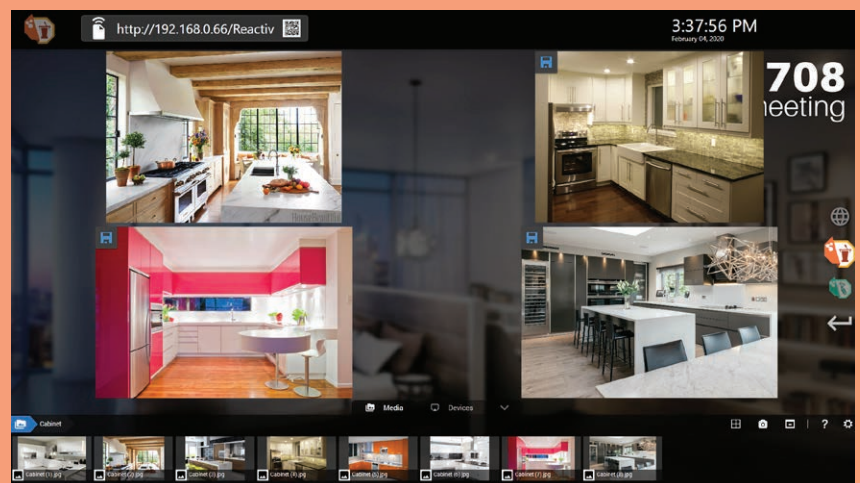 http://192.168.0.66/Reactiv
3:37:56 PM
February 04, 2020
708
neeting
Media
Devices
Cabinet
?
Cabinet (1).jpg
Cabinet (2).jpg
Cabinet (3).jpg
Cabinet (4).jpg
Cabinet (5).jpg
Cabinet (6).jpg
Cabinet (7).jpg
Cabinet (8).jpg